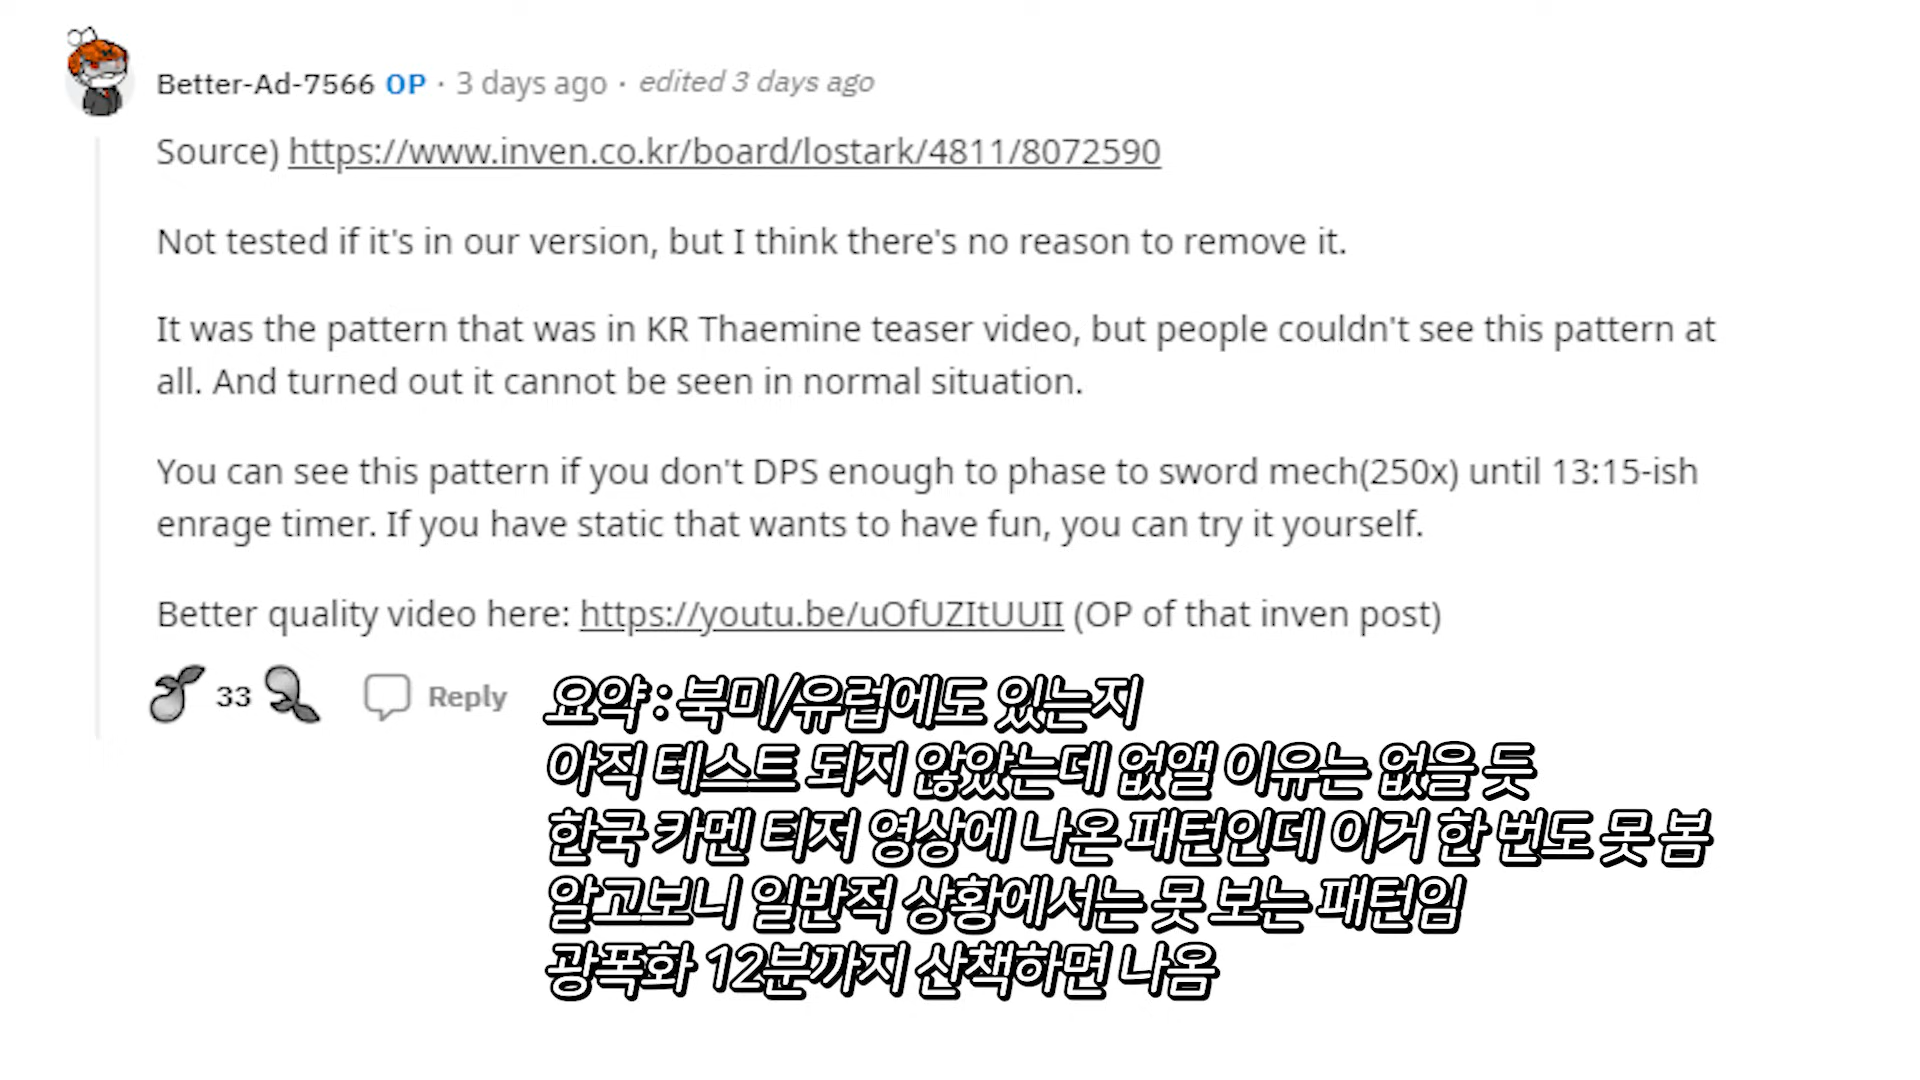 Better-Ad-7566 OP · 3 days ago · edited 3 days ago
Source) https://www.inven.co.kr/board/lostark/4811/8072590
Not tested if it's in our version, but I think there's no reason to remove it.
It was the pattern that was in KR Thaemine teaser video, but people couldn't see this pattern at
all. And turned out it cannot be seen in normal situation.
You can see this pattern if you don't DPS enough to phase to sword mech(250x) until 13:15-ish
enrage timer. If you have static that wants to have fun, you can try it yourself.
Better quality video here: https://youtu.be/uOfUZItUUII (OP of that inven post)
33 Reply
요약 : 북미/유럽에도 있는지
아직 테스트 되지 않았는데 없앨 이유는 없을 듯
한국 카멘 티저 영상에 나온 패턴인데 이거 한 번도 못 봄
알고보니 일반적 상황에서는 못 보는 패턴임
광폭화 12분까지 산책하면 나옴